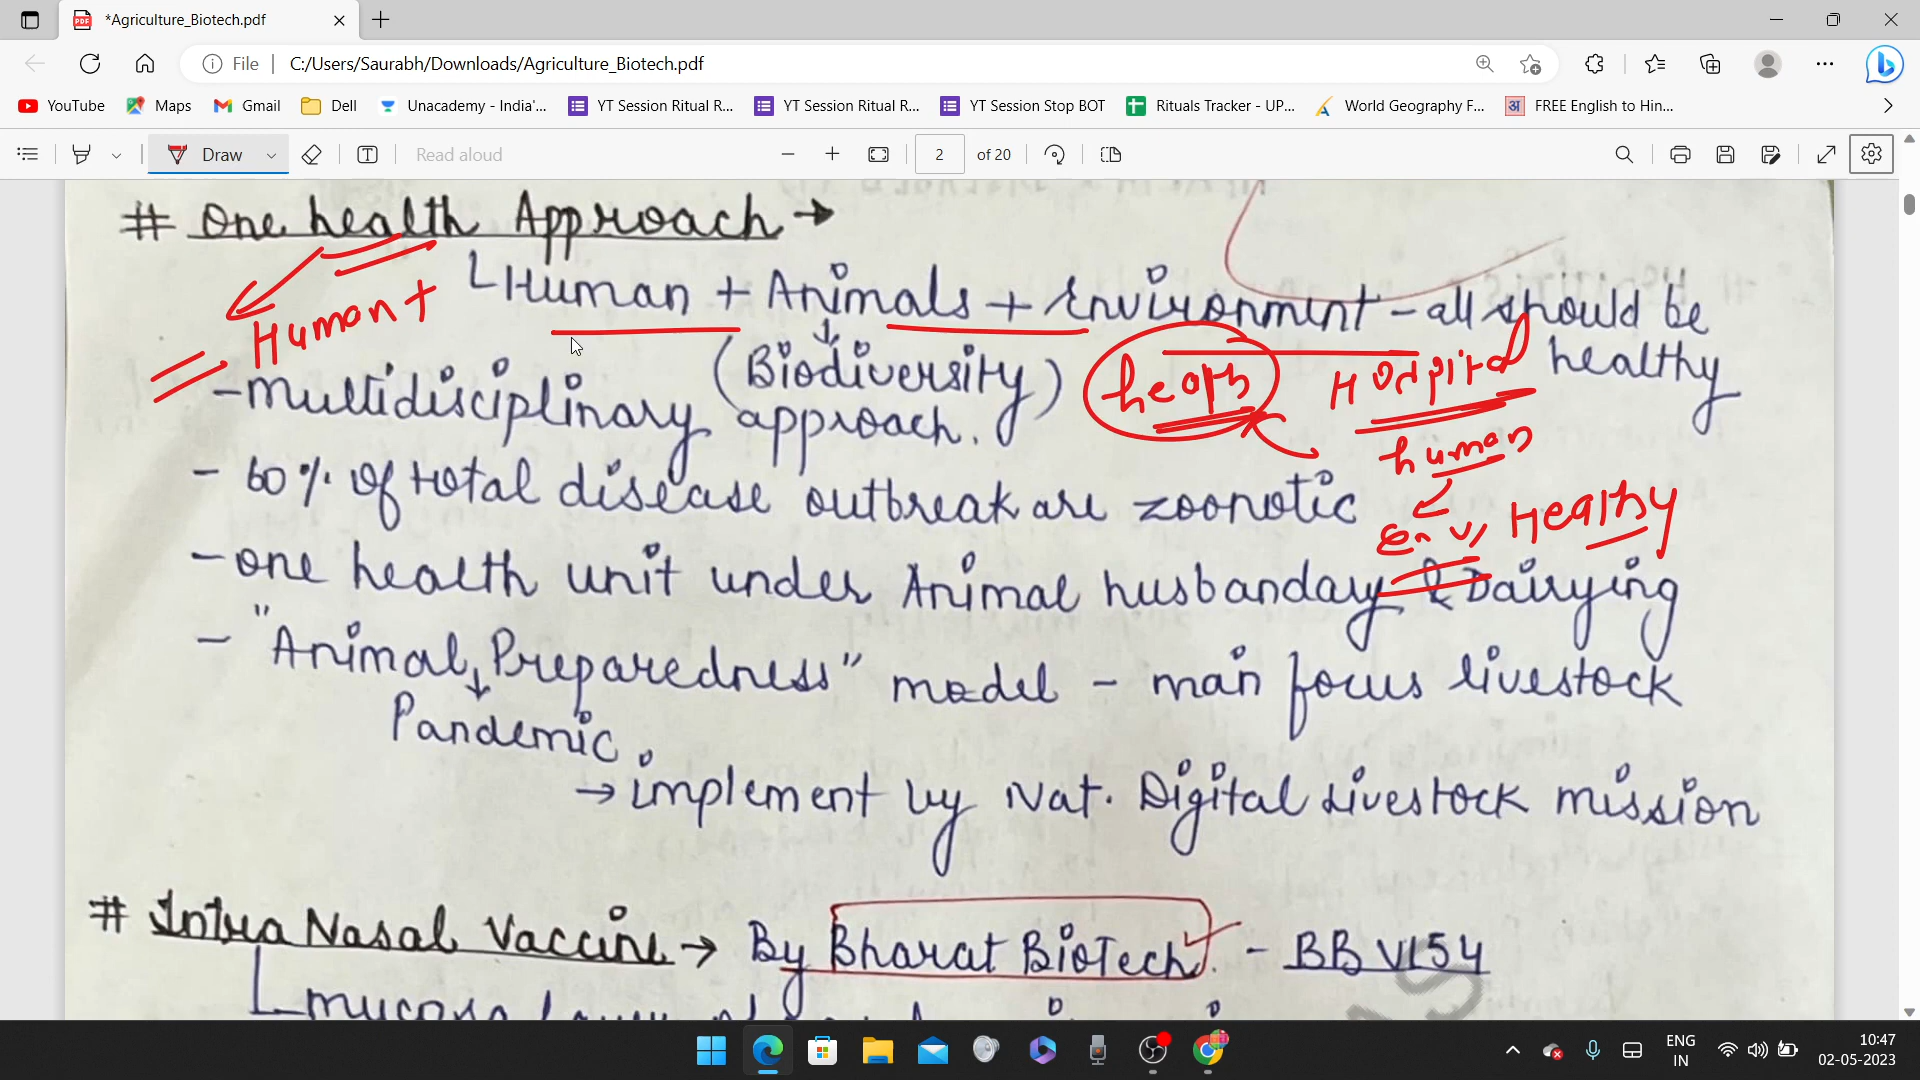 *Agriculture_Biotech.pdf
File C:/Users/Saurabh/Downloads/Agriculture_Biotech.pdf
YouTube Maps Gmail Dell Unacademy - India'... YT Session Ritual R... YT Session Ritual R... YT Session Stop BOT Rituals Tracker - UP... World Geography F... FREE English to Hin...
Draw Read aloud 2 of 20
# One health Approach →
Human + Animals + Environment - all should be healthy
Human +
(Biodiversity)
health Hospital
- Multidisciplinary approach.
human
- 60% of total disease outbreak are zoonotic
Env, Healthy
- one health unit under Animal husbandary & Dairying
- "Animal Preparedness" model - main focus livestock
Pandemic
→ implement by Nat. Digital Livestock mission
# Intra Nasal Vaccine → By Bharat BioTech. - BBV154
ENG
IN
10:47
02-05-2023